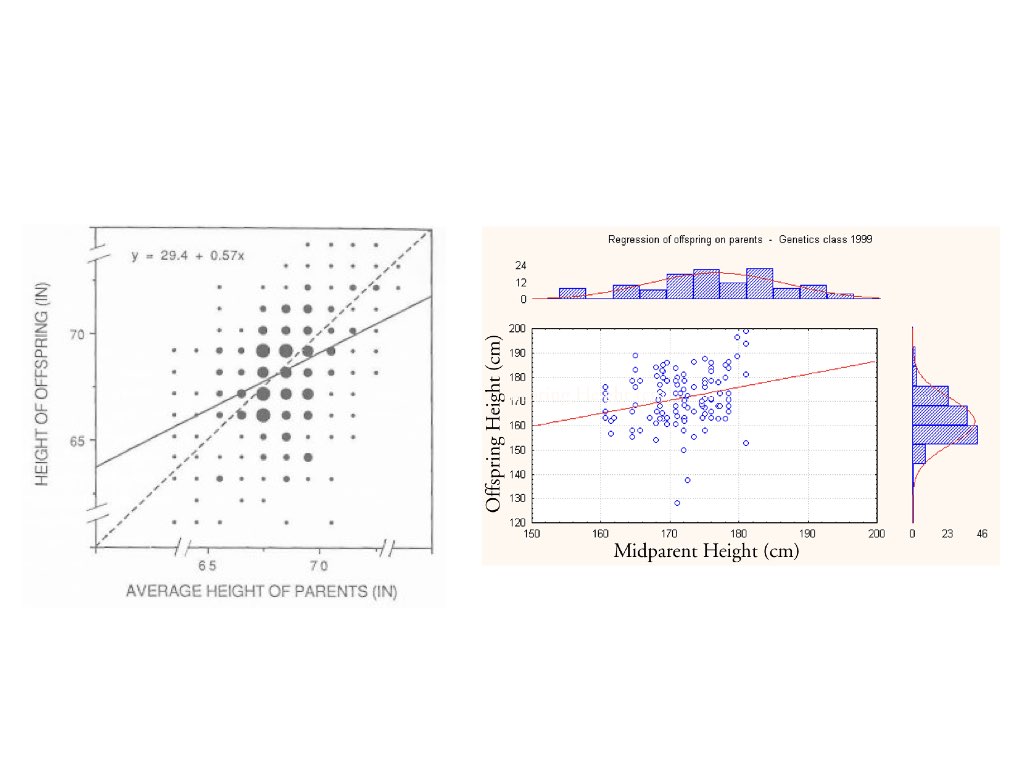 y = 29.4 + 0.57x
HEIGHT OF OFFSPRING (IN)
70
65
65 70
AVERAGE HEIGHT OF PARENTS (IN)
Regression of offspring on parents - Genetics class 1999
24
12
0
Offspring Height (cm)
200
190
180
170
160
150
140
130
120
150 160 170 180 190 200
Midparent Height (cm)
0 23 46